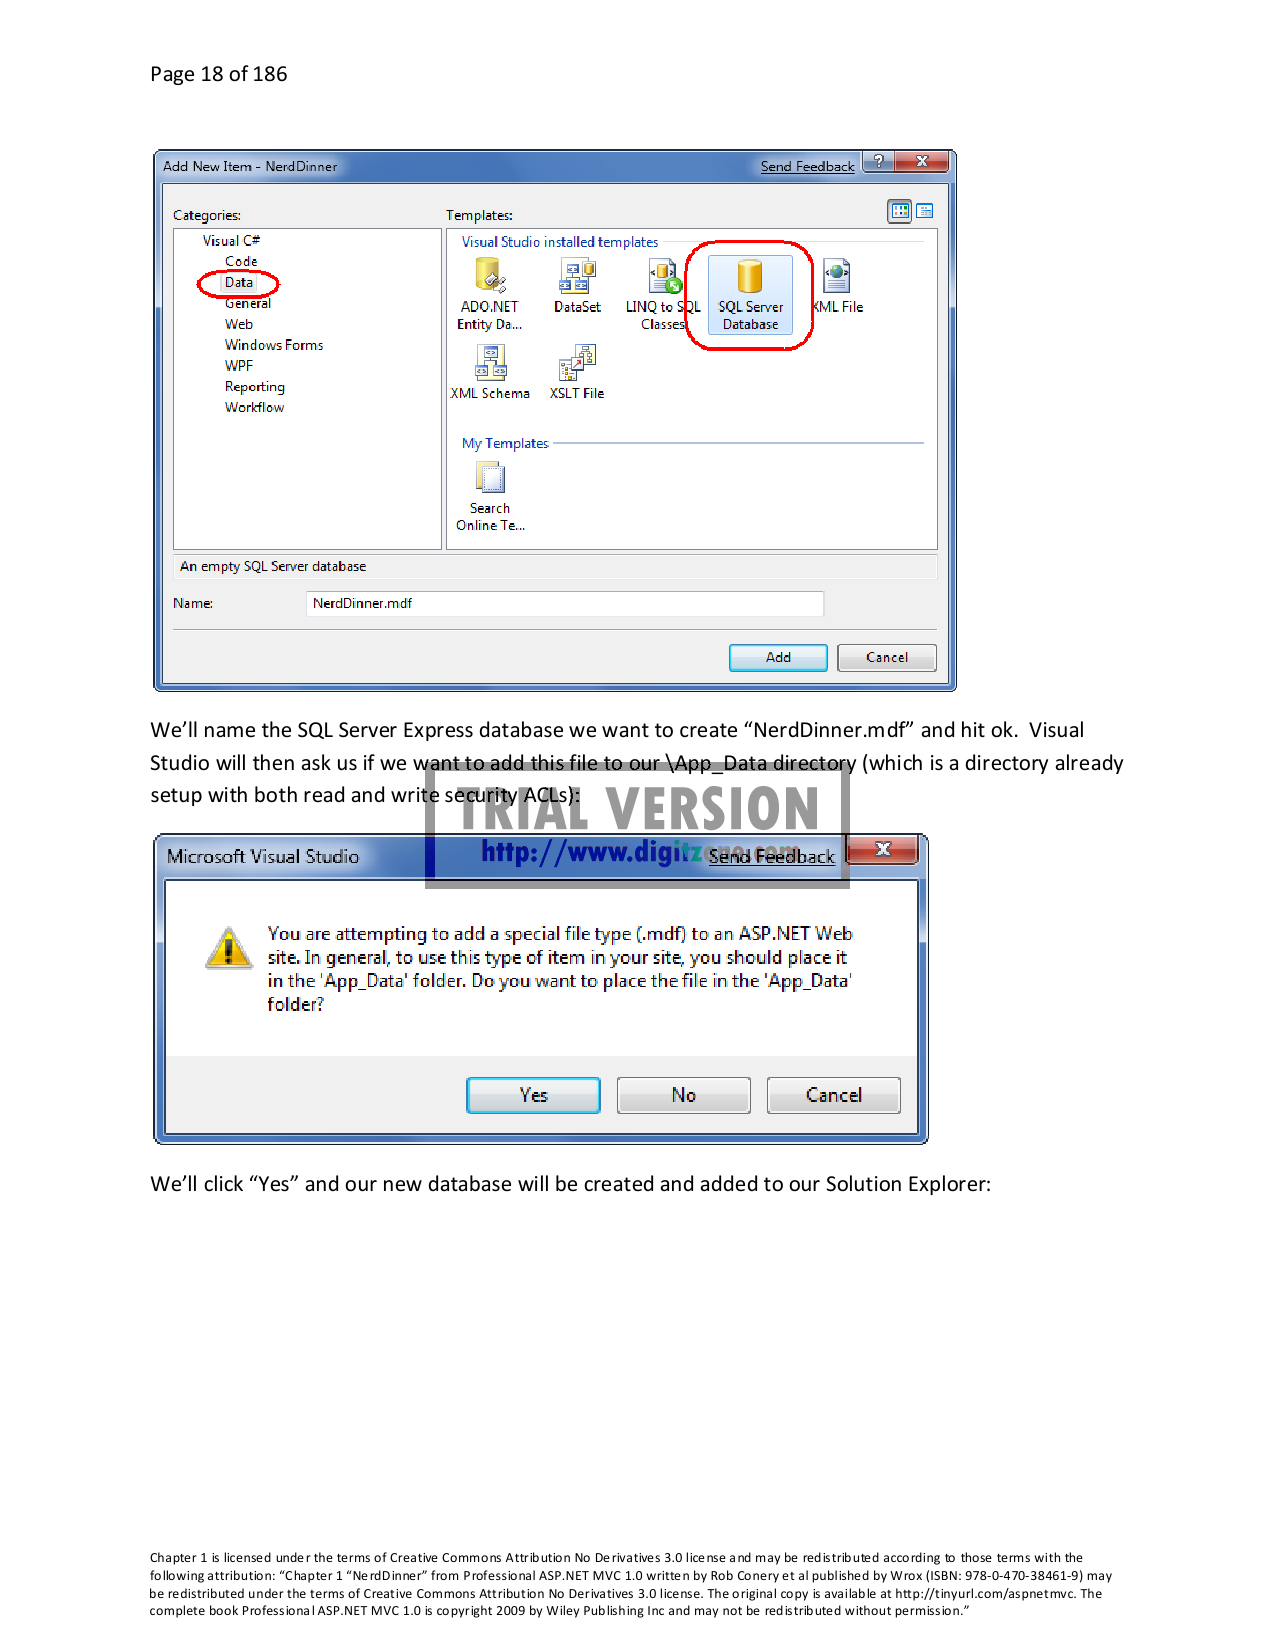 Page 18 of 186
Add New Item - NerdDinner
Send Feedback
Categories:
Templates:
Visual C#
Code
Data
General
Web
Windows Forms
WPF
Reporting
Workflow
Visual Studio installed templates
ADO.NET
Entity Da...
DataSet
LINQ to SQL
Classes
SQL Server
Database
XML File
XML Schema
XSLT File
My Templates
Search
Online Te...
An empty SQL Server database
Name:
NerdDinner.mdf
Add
Cancel
We’ll name the SQL Server Express database we want to create “NerdDinner.mdf” and hit ok.  Visual
Studio will then ask us if we want to add this file to our \App_Data directory (which is a directory already
setup with both read and write security ACLs):
TRIAL VERSION
http://www.digitzone.com
Microsoft Visual Studio
Send Feedback
You are attempting to add a special file type (.mdf) to an ASP.NET Web
site. In general, to use this type of item in your site, you should place it
in the 'App_Data' folder. Do you want to place the file in the 'App_Data'
folder?
Yes
No
Cancel
We’ll click “Yes” and our new database will be created and added to our Solution Explorer:
Chapter 1 is licensed under the terms of Creative Commons Attribution No Derivatives 3.0 license and may be redistributed according to those terms with the
following attribution: “Chapter 1 “NerdDinner” from Professional ASP.NET MVC 1.0 written by Rob Conery et al published by Wrox (ISBN: 978-0-470-38461-9) may
be redistributed under the terms of Creative Commons Attribution No Derivatives 3.0 license. The original copy is available at http://tinyurl.com/aspnetmvc. The
complete book Professional ASP.NET MVC 1.0 is copyright 2009 by Wiley Publishing Inc and may not be redistributed without permission.”